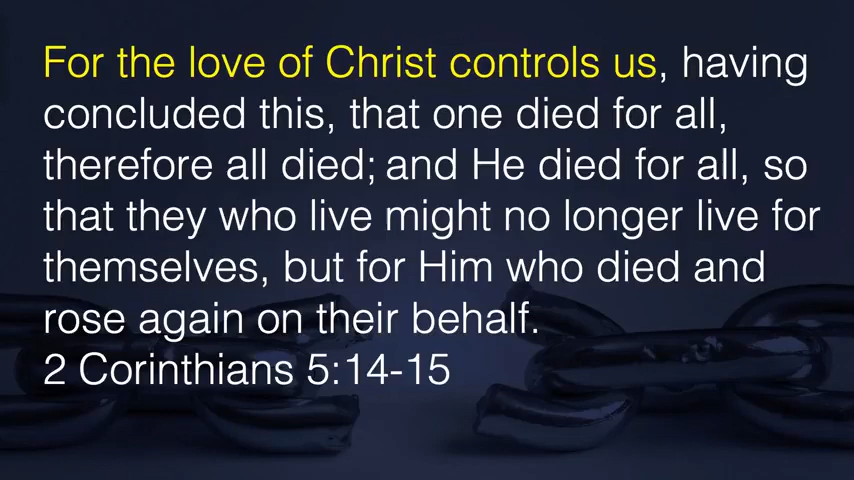 For the love of Christ controls us, having
concluded this, that one died for all,
therefore all died; and He died for all, so
that they who live might no longer live for
themselves, but for Him who died and
rose again on their behalf.
2 Corinthians 5:14-15